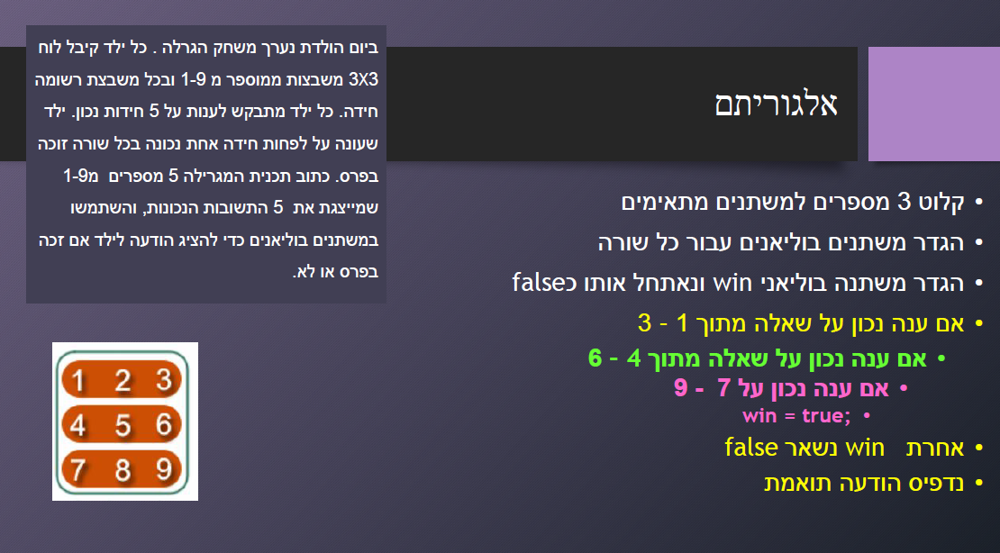 ביום הולדת נערך משחק הגרלה . כל ילד קיבל לוח
3X3 משבצות ממוספר מ 1-9 ובכל משבצת רשומה
חידה. כל ילד מתבקש לענות על 5 חידות נכון. ילד
שעונה על לפחות חידה אחת נכונה בכל שורה זוכה
בפרס. כתוב תכנית המגרילה 5 מספרים מ1-9
שמייצגת את 5 התשובות הנכונות, והשתמשו
במשתנים בוליאנים כדי להציג הודעה לילד אם זכה
בפרס או לא.
אלגוריתם
• קלוט 3 מספרים למשתנים מתאימים
• הגדר משתנים בוליאנים עבור כל שורה
• הגדר משתנה בוליאני win ונאתחל אותו כfalse
• אם ענה נכון על שאלה מתוך 1 - 3
• אם ענה נכון על שאלה מתוך 4 - 6
• אם ענה נכון על 7 - 9
• win = true;
• אחרת win נשאר false
• נדפיס הודעה תואמת
1 2 3
4 5 6
7 8 9